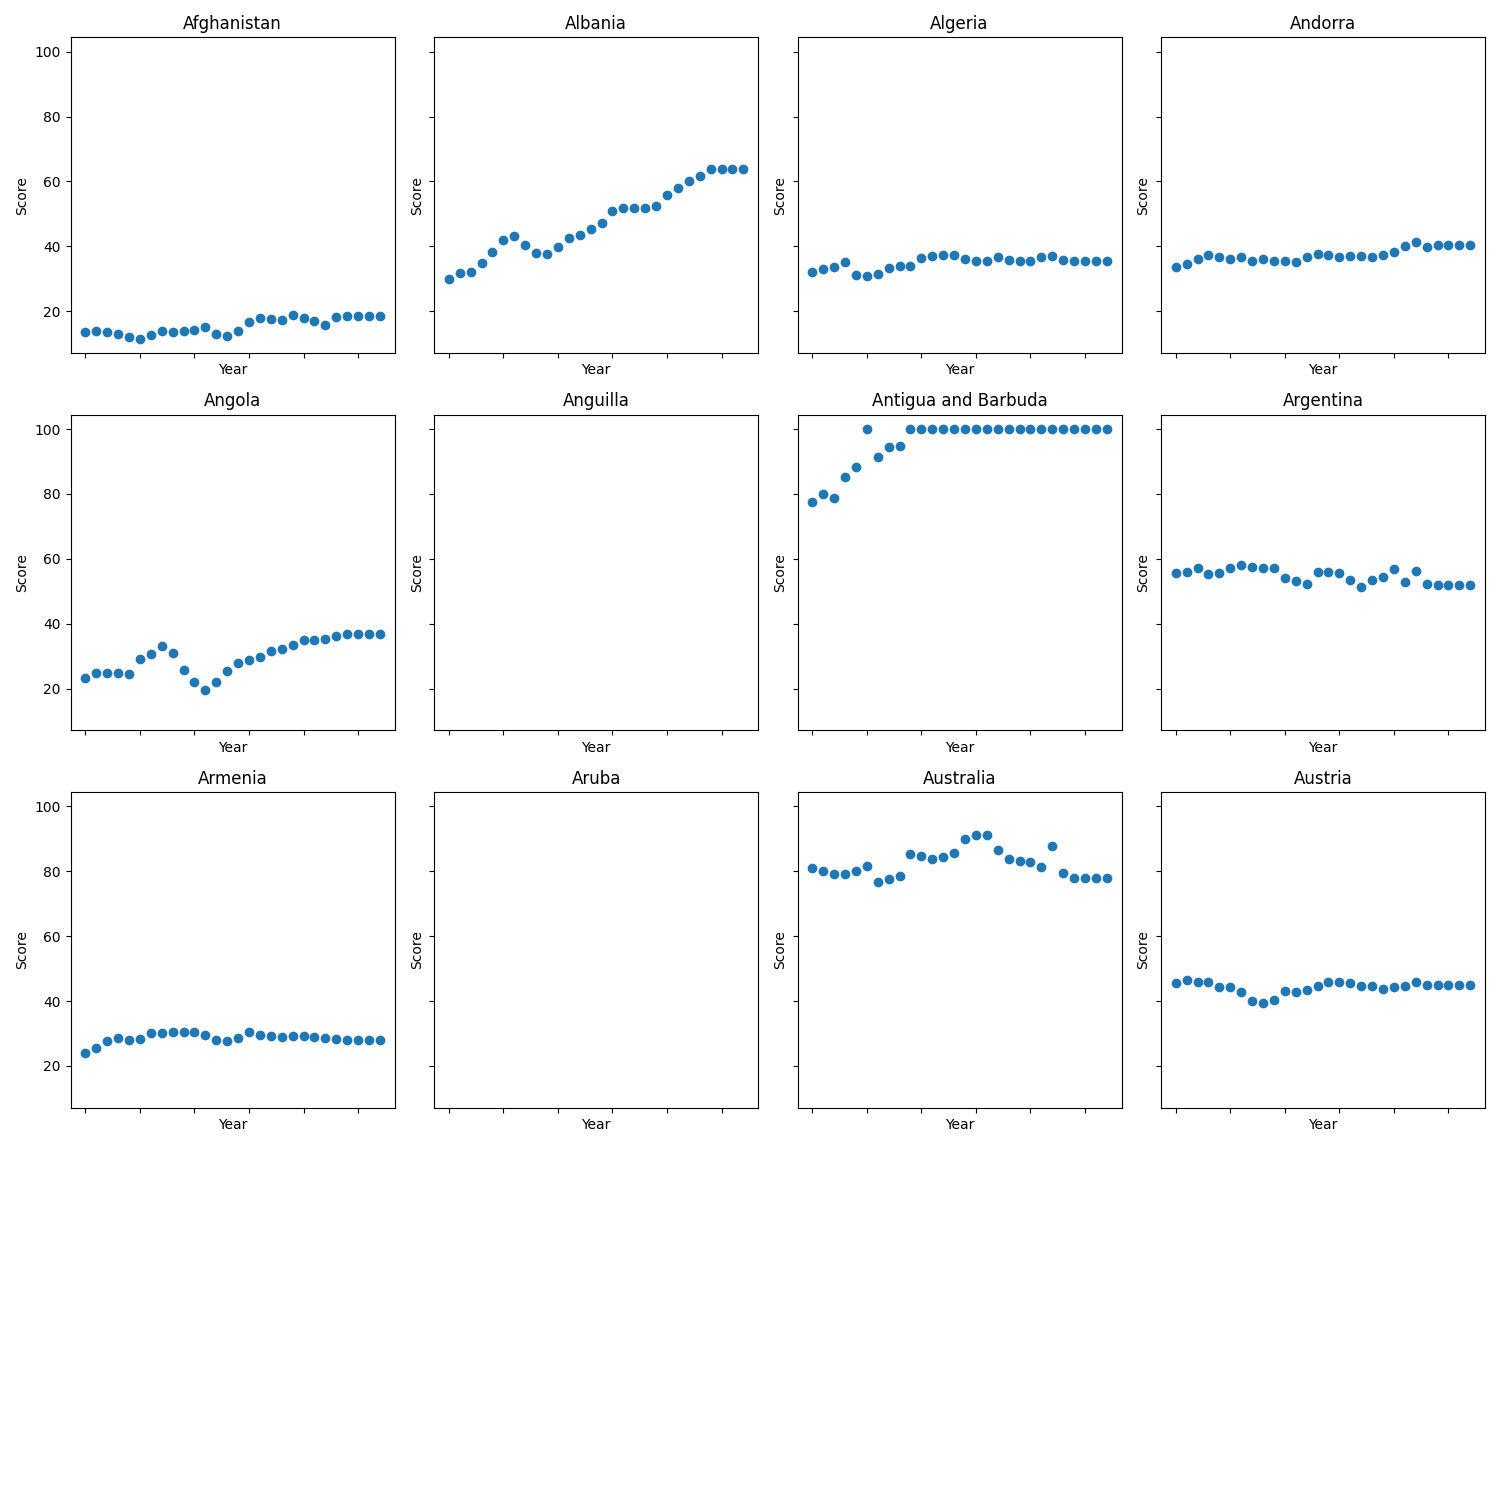 Afghanistan Albania Algeria Andorra
100
80
60
40
20
Score Score Score Score
Year Year Year Year
Angola Anguilla Antigua and Barbuda Argentina
100
80
60
40
20
Score Score Score Score
Year Year Year Year
Armenia Aruba Australia Austria
100
80
60
40
20
Score Score Score Score
Year Year Year Year